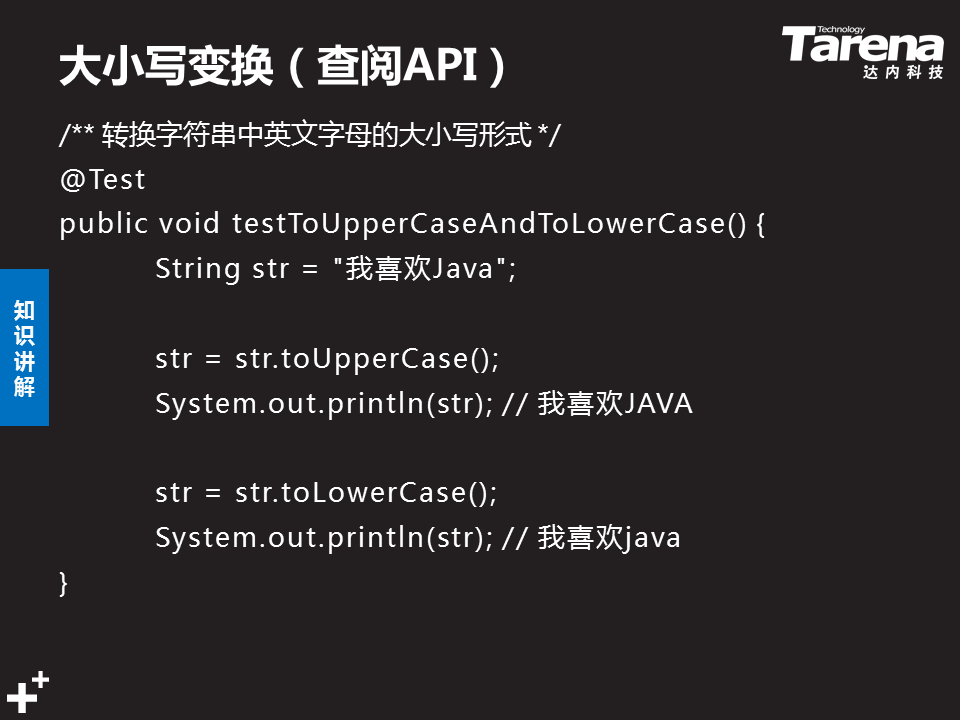 大小写变换（查阅API）
Technology
Tarena
达内科技
/** 转换字符串中英文字母的大小写形式 */
@Test
public void testToUpperCaseAndToLowerCase() {
String str = "我喜欢Java";
str = str.toUpperCase();
System.out.println(str); // 我喜欢JAVA
str = str.toLowerCase();
System.out.println(str); // 我喜欢java
}
知识讲解